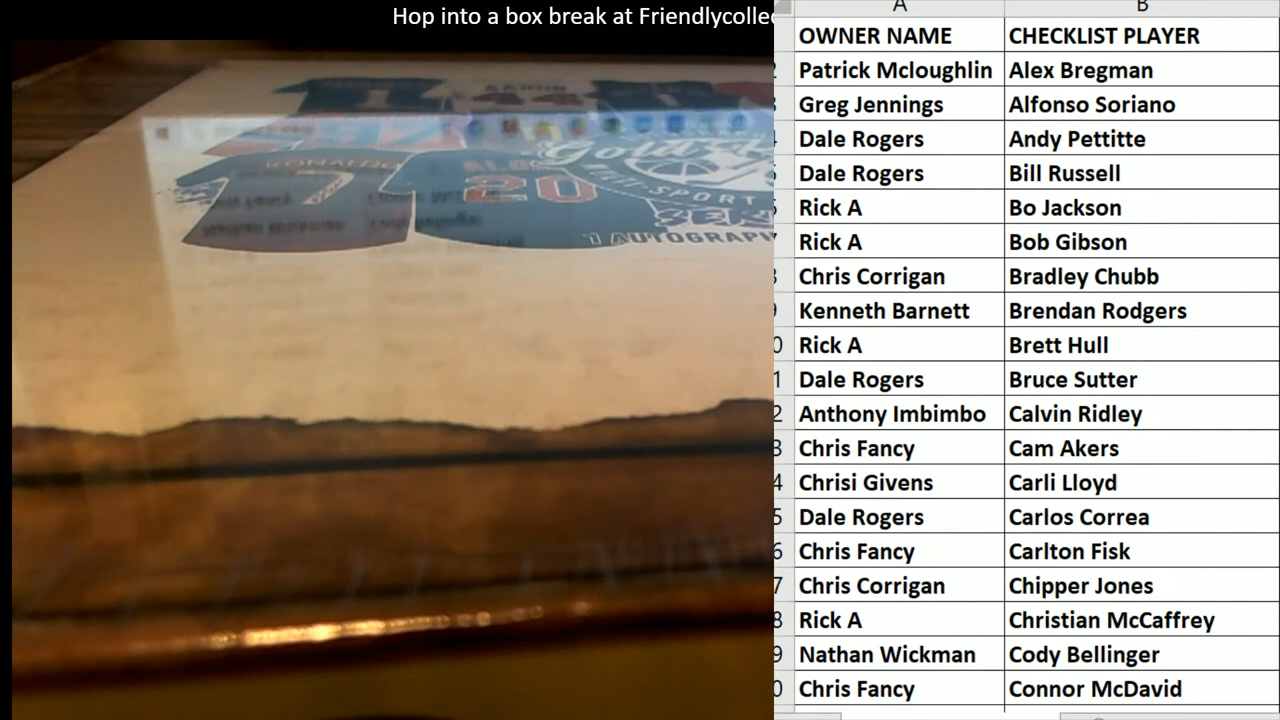 Hop into a box break at Friendlycolle
A B
OWNER NAME CHECKLIST PLAYER
Patrick Mcloughlin Alex Bregman
Greg Jennings Alfonso Soriano
Dale Rogers Andy Pettitte
Dale Rogers Bill Russell
Rick A Bo Jackson
Rick A Bob Gibson
Chris Corrigan Bradley Chubb
Kenneth Barnett Brendan Rodgers
Rick A Brett Hull
Dale Rogers Bruce Sutter
Anthony Imbimbo Calvin Ridley
Chris Fancy Cam Akers
Chrisi Givens Carli Lloyd
Dale Rogers Carlos Correa
Chris Fancy Carlton Fisk
Chris Corrigan Chipper Jones
Rick A Christian McCaffrey
Nathan Wickman Cody Bellinger
Chris Fancy Connor McDavid
RONALDO
7
20
AUTOGRAPH